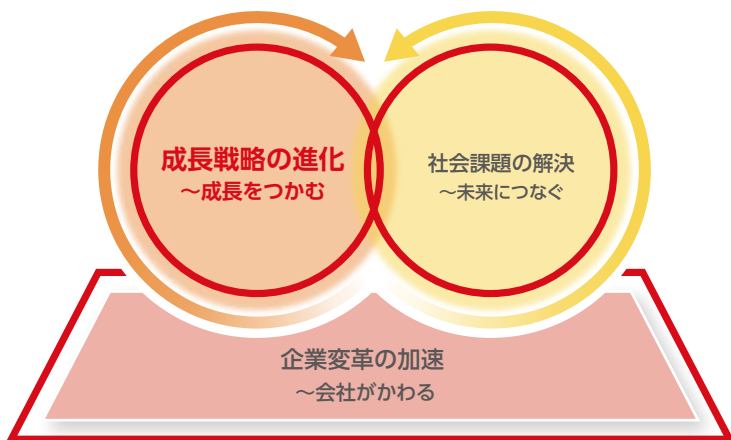 成長戦略の進化
～成長をつかむ
社会課題の解決
～未来につなぐ
企業変革の加速
～会社がかわる